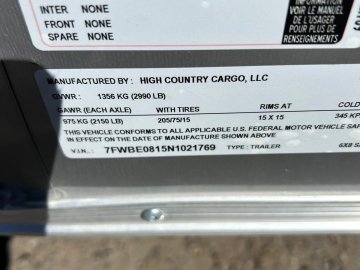 INTER NONE
FRONT NONE
SPARE NONE
LE MANUEL
DE L'USAGER
POUR PLUS DE
RENSEIGNEMENTS
MANUFACTURED BY : HIGH COUNTRY CARGO, LLC
GVWR : 1356 KG (2990 LB)
GAWR (EACH AXLE) WITH TIRES RIMS AT COLD
975 KG (2150 LB) 205/75/15 15 X 15 345 KP
THIS VEHICLE CONFORMS TO ALL APPLICABLE U.S. FEDERAL MOTOR VEHICLE SAF
IN EFFECT ON THE DATE OF MANUFACTURE SHOWN ABOVE
V.I.N. : 7FWBE0815N1021769 TYPE : TRAILER 6X8 S